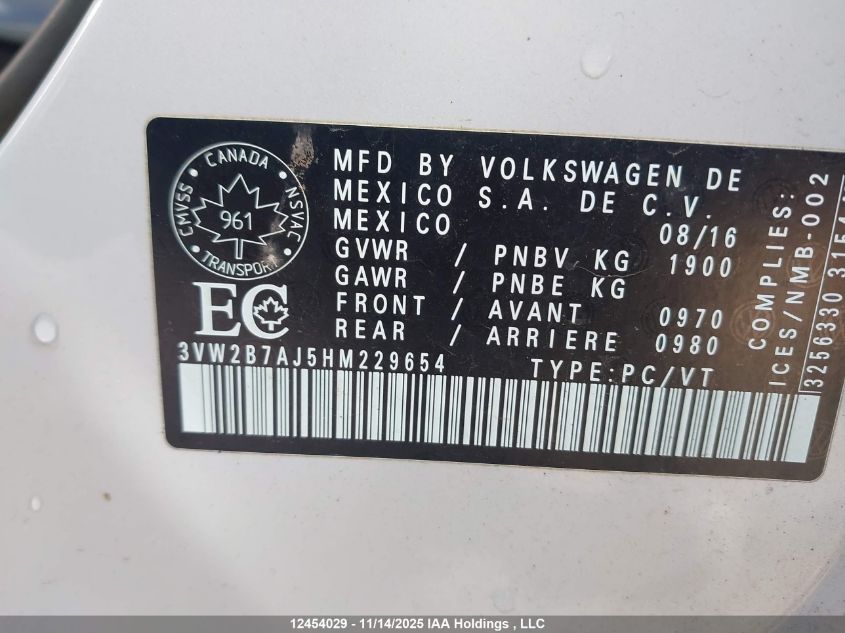 CANADA
CMVSS
NSVAC
961
TRANSPORT
EC
MFD BY VOLKSWAGEN DE
MEXICO S.A. DE C.V.
MEXICO 08/16
GVWR / PNBV KG 1900
GAWR / PNBE KG
FRONT / AVANT 0970
REAR / ARRIERE 0980
3VW2B7AJ5HM229654 TYPE:PC/VT
COMPLIES:
ICES/NMB-002
3256330
12454029 - 11/14/2025 IAA Holdings , LLC